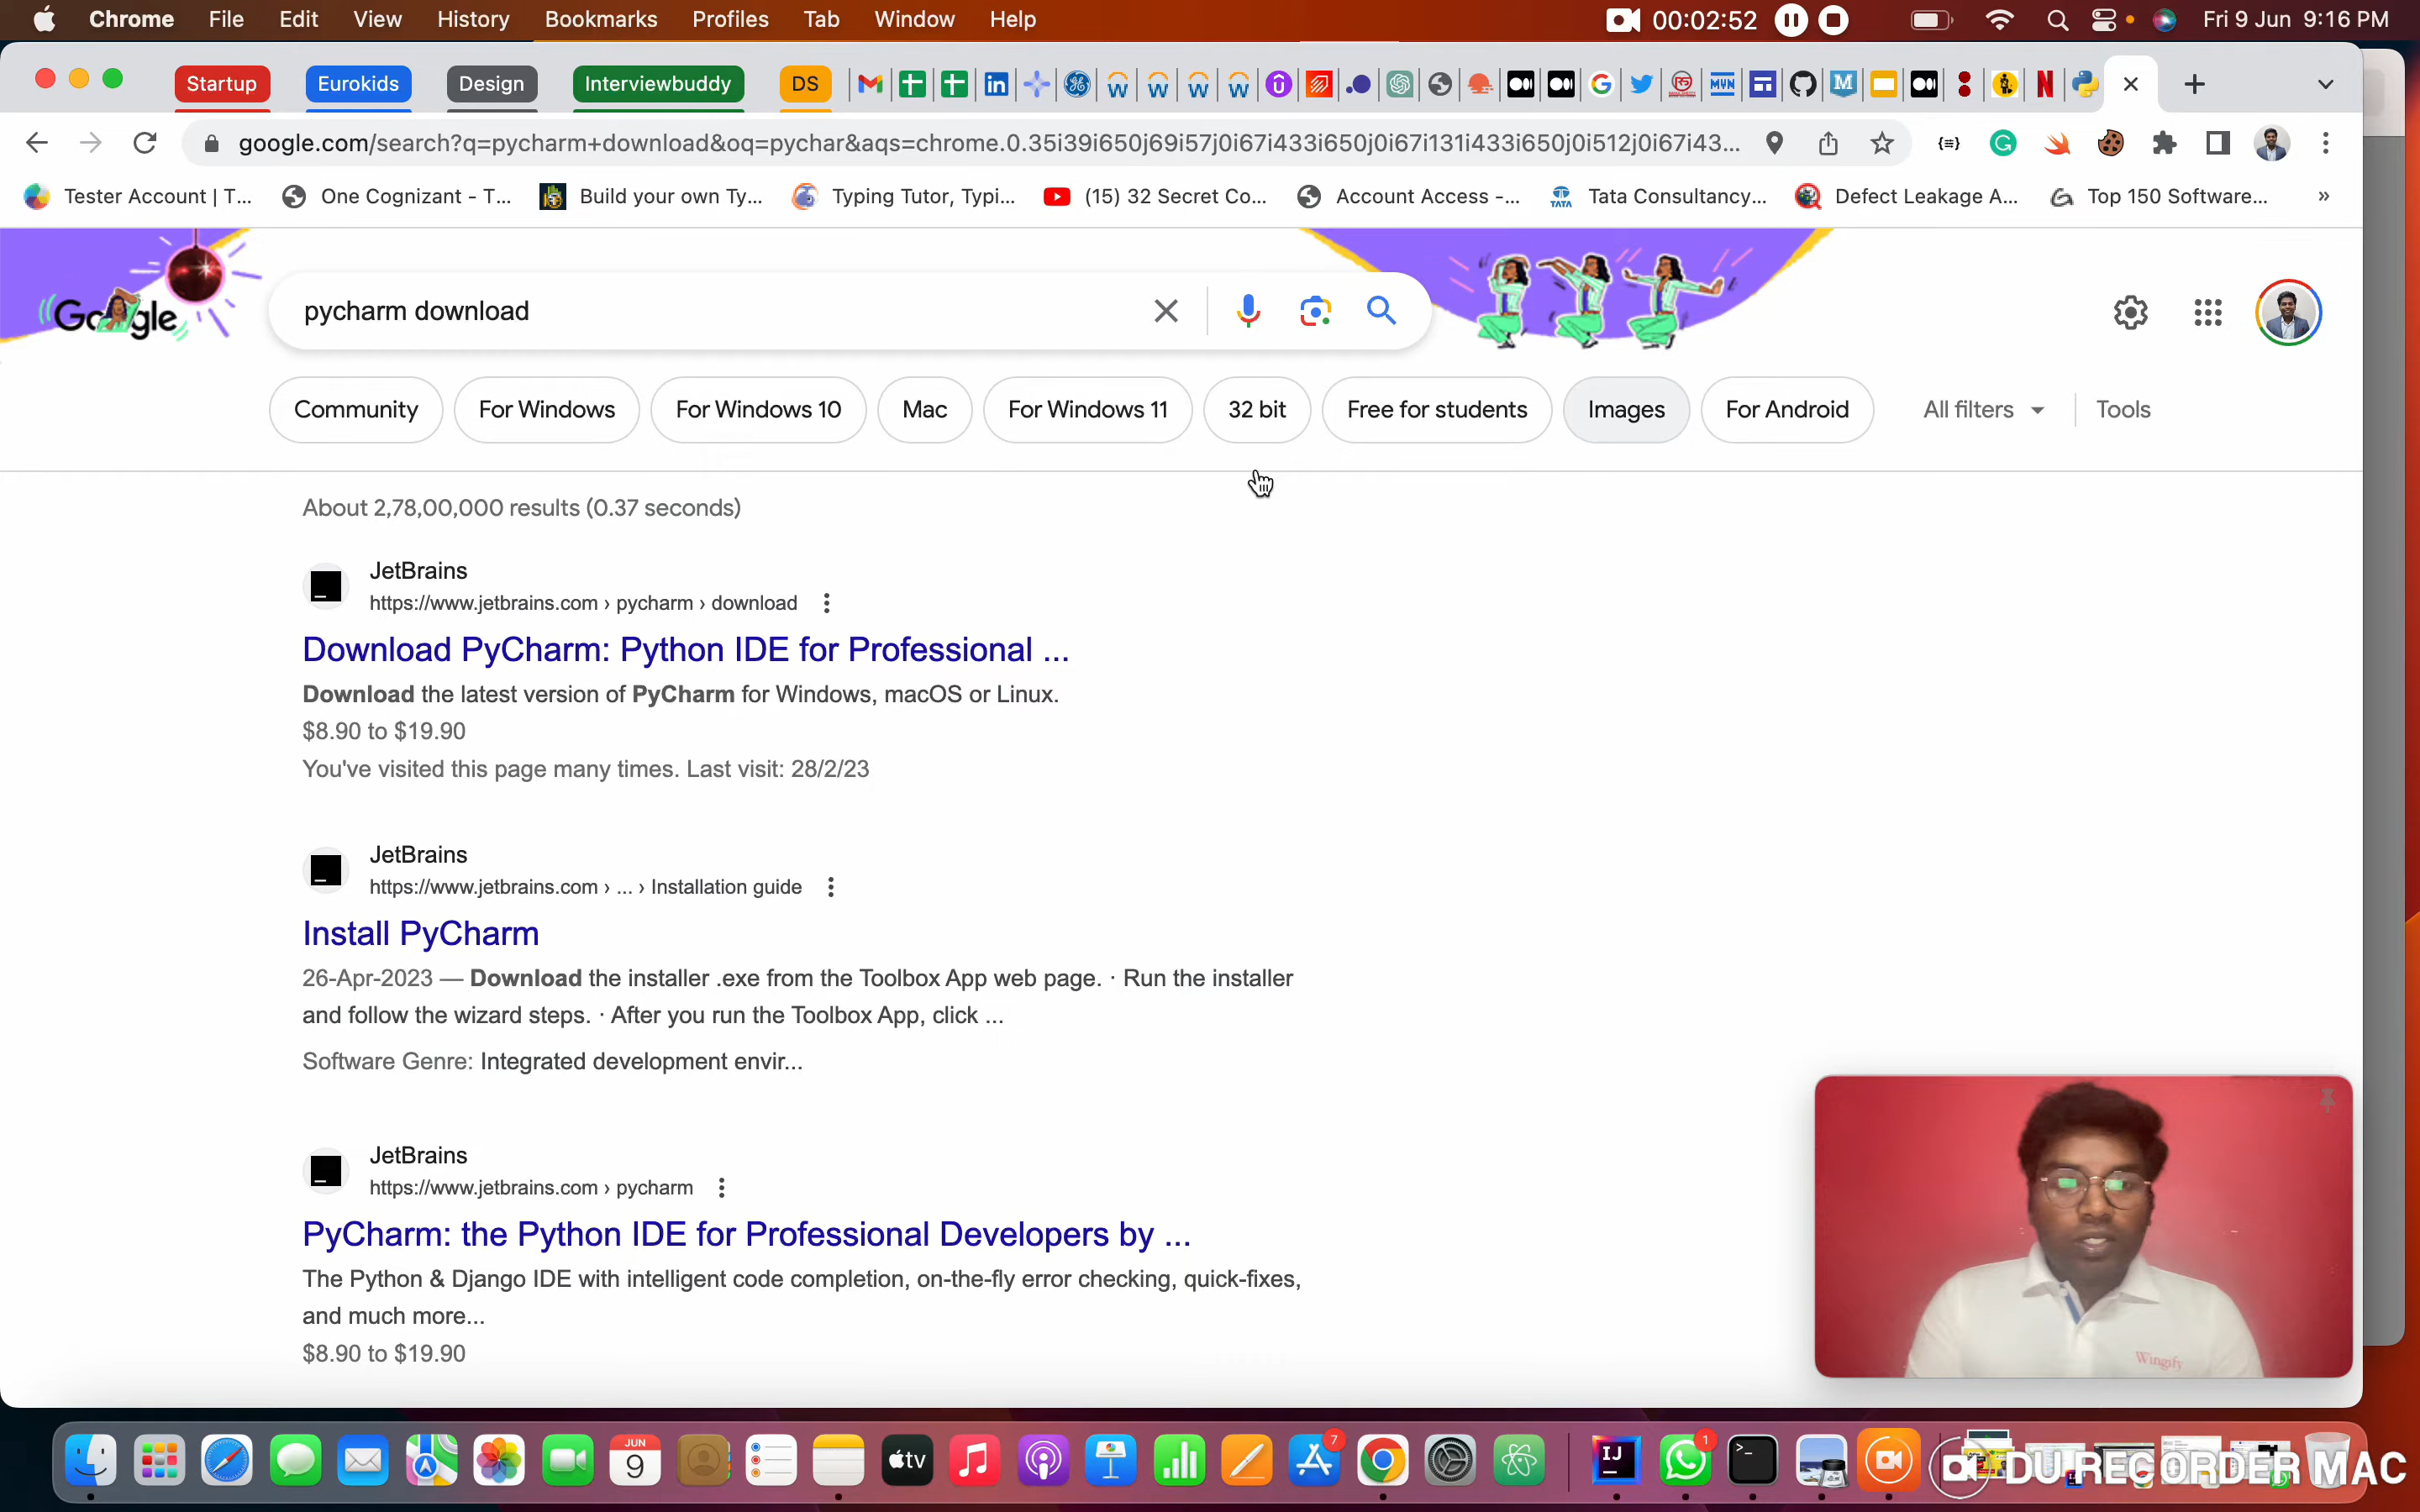 Chrome File Edit View History Bookmarks Profiles Tab Window Help 00:02:52 Fri 9 Jun 9:16 PM
Startup Eurokids Design Interviewbuddy DS
google.com/search?q=pycharm+download&oq=pychar&aqs=chrome.0.35i39i650j69i57j0i67i433i650j0i67i131i433i650j0i512j0i67i43...
Tester Account | T... One Cognizant - T... Build your own Ty... Typing Tutor, Typi... (15) 32 Secret Co... Account Access -... Tata Consultancy... Defect Leakage A... Top 150 Software... »
Google pycharm download
Community For Windows For Windows 10 Mac For Windows 11 32 bit Free for students Images For Android All filters Tools
About 2,78,00,000 results (0.37 seconds)
JetBrains
https://www.jetbrains.com › pycharm › download
Download PyCharm: Python IDE for Professional ...
Download the latest version of PyCharm for Windows, macOS or Linux.
$8.90 to $19.90
You've visited this page many times. Last visit: 28/2/23
JetBrains
https://www.jetbrains.com › ... › Installation guide
Install PyCharm
26-Apr-2023 — Download the installer .exe from the Toolbox App web page. · Run the installer
and follow the wizard steps. · After you run the Toolbox App, click ...
Software Genre: Integrated development envir...
JetBrains
https://www.jetbrains.com › pycharm
PyCharm: the Python IDE for Professional Developers by ...
The Python & Django IDE with intelligent code completion, on-the-fly error checking, quick-fixes,
and much more...
$8.90 to $19.90
Wingify
JUN
9
tv
7
IJ
1
DU RECORDER MAC